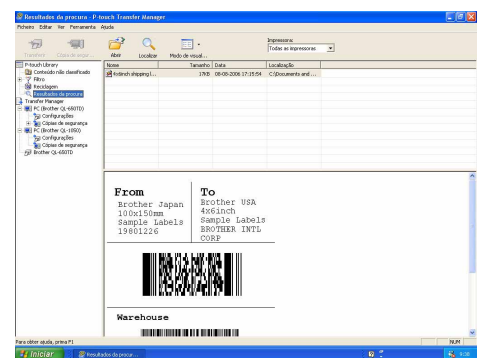 Resultados da procura - P-touch Transfer Manager
Ficheiro Editar Ver Ferramenta Ajuda
Impressora:
Transferir Cópias de segur... Abrir Localizar Modo de visual... Todas as impressoras
P-touch Library
Conteúdo não classificado
Filtro
Reciclagem
Resultados da procura
Transfer Manager
PC (Brother QL-650TD)
Configurações
Cópias de segurança
PC (Brother QL-1050)
Configurações
Cópias de segurança
Brother QL-650TD
Nome Tamanho Data Localização
4x6inch shipping l... 17KB 08-08-2006 17:15:54 C:\Documents and ...
From
Brother Japan
100x150mm
Sample Labels
19801226
To
Brother USA
4x6inch
Sample Labels
BROTHER INTL
CORP
Warehouse
Para obter ajuda, prima F1
NUM
Iniciar
Resultados da procur...